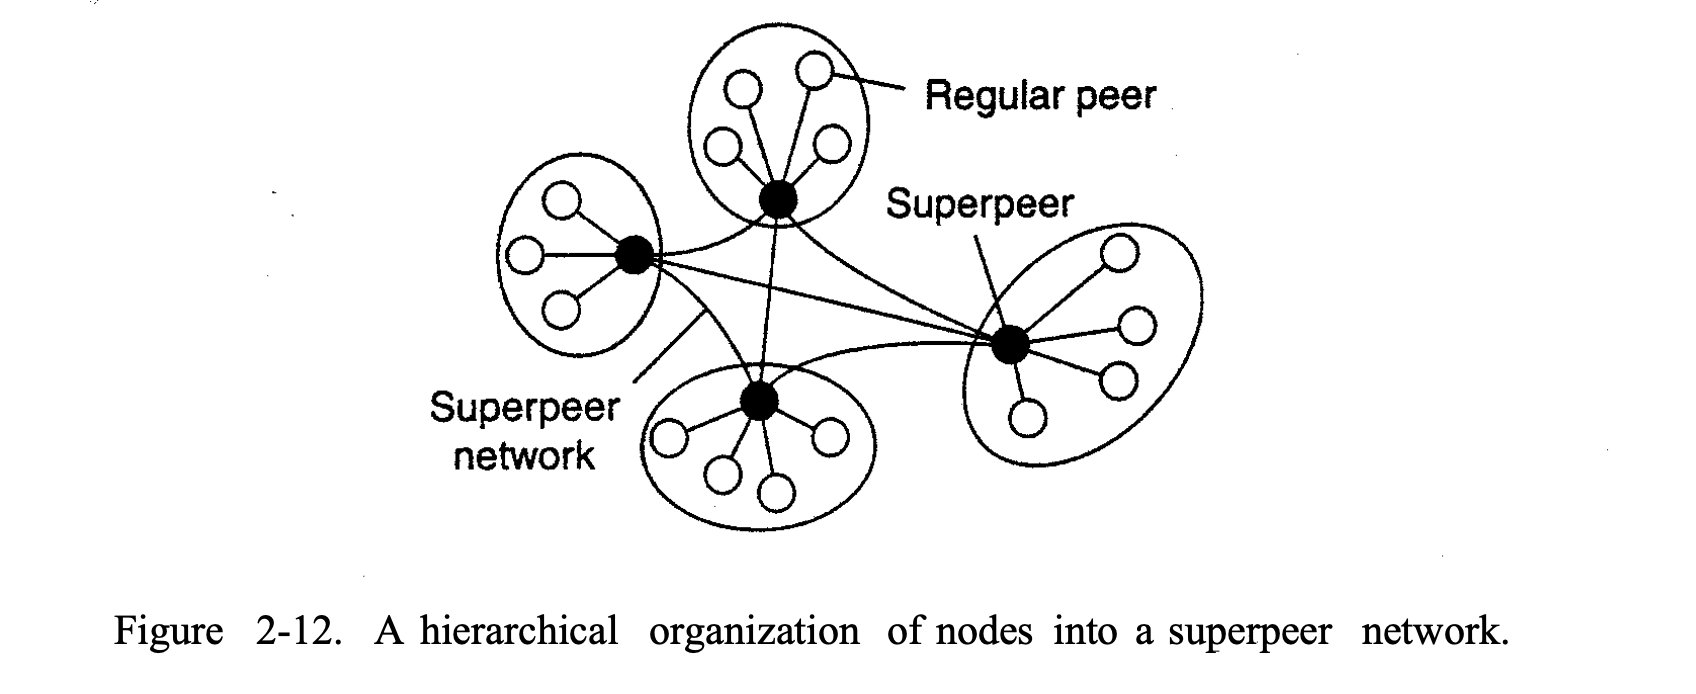 Regular peer
Superpeer
Superpeer
network
Figure 2-12. A hierarchical organization of nodes into a superpeer network.